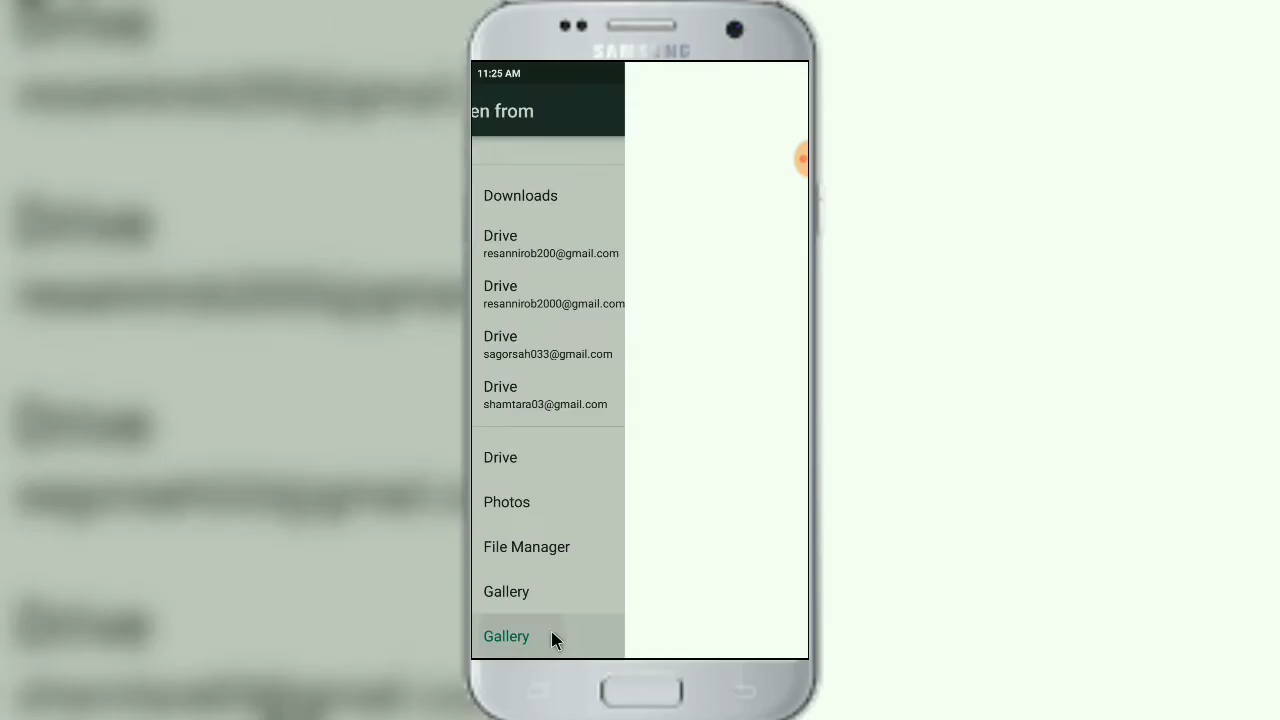 SAMSUNG
11:25 AM
en from
Downloads
Drive
resannirob200@gmail.com
Drive
resannirob2000@gmail.com
Drive
sagorsah033@gmail.com
Drive
shamtara03@gmail.com
Drive
Photos
File Manager
Gallery
Gallery